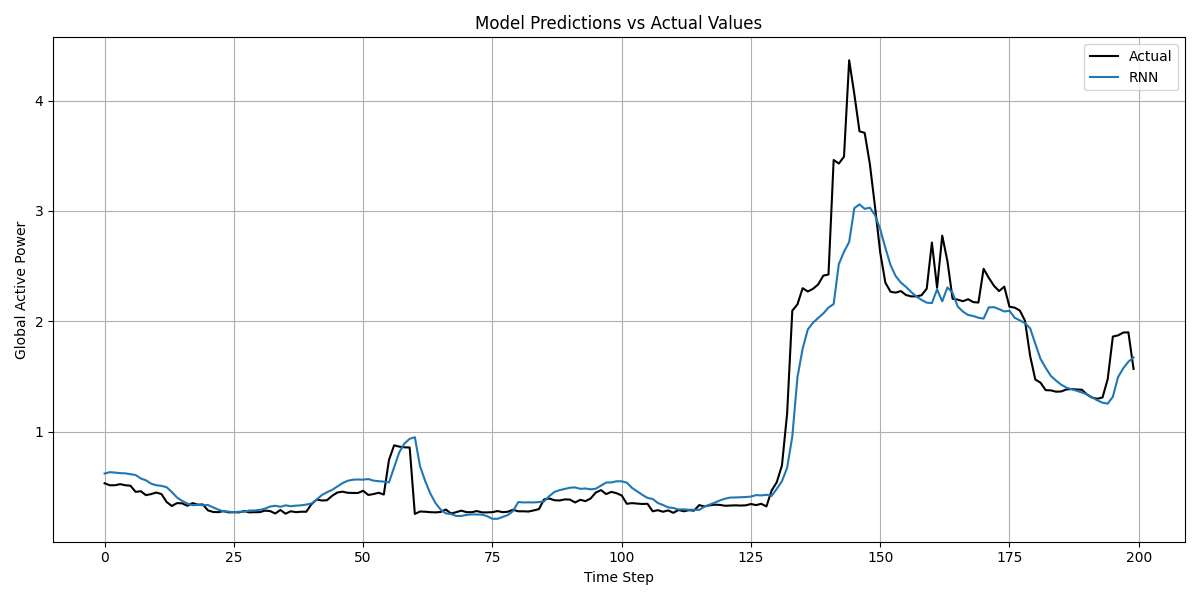 Model Predictions vs Actual Values
Actual
RNN
Global Active Power
4
3
2
1
0 25 50 75 100 125 150 175 200
Time Step